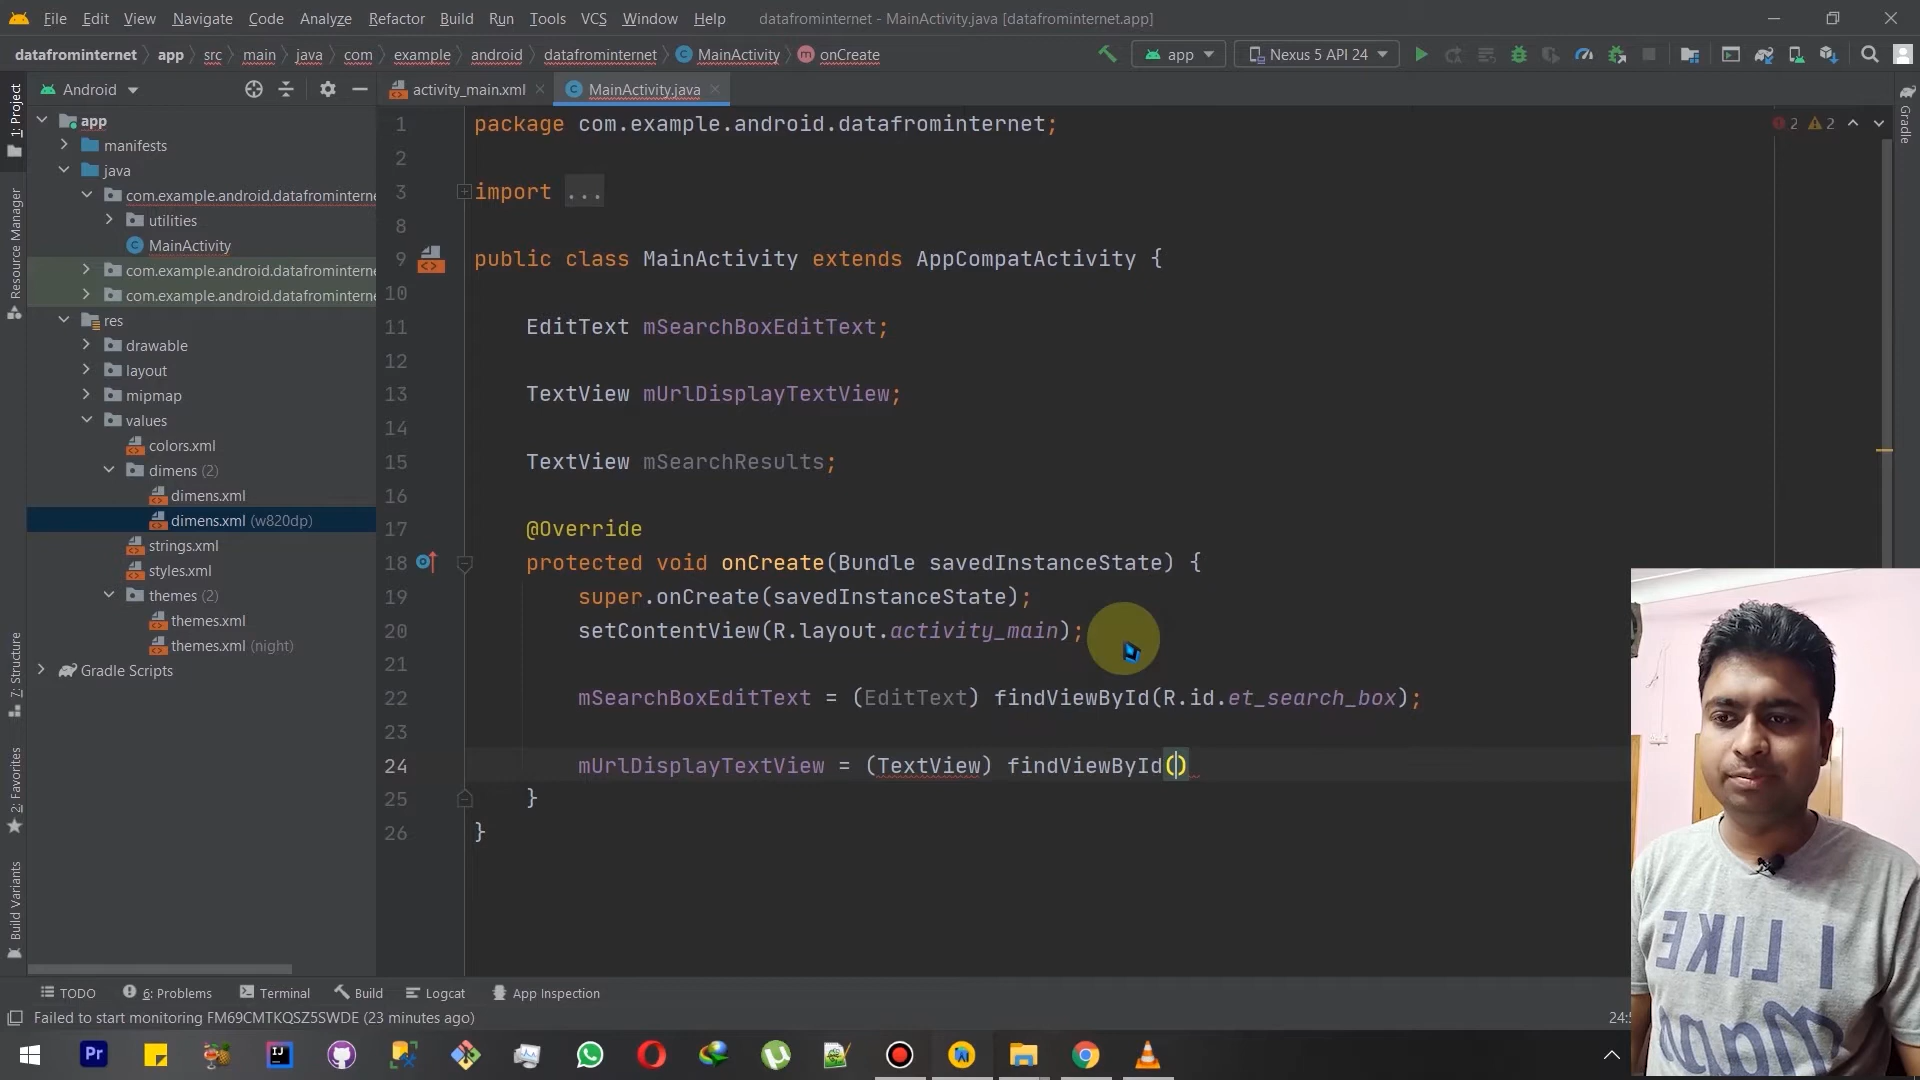 File Edit View Navigate Code Analyze Refactor Build Run Tools VCS Window Help datafrominternet - MainActivity.java [datafrominternet.app]
datafrominternet app src main java com example android datafrominternet MainActivity onCreate app Nexus 5 API 24
Android
activity_main.xml MainActivity.java
1: Project
Resource Manager
7: Structure
2: Favorites
Build Variants
Gradle
app
manifests
java
com.example.android.datafrominterne
utilities
MainActivity
com.example.android.datafrominterne
com.example.android.datafrominterne
res
drawable
layout
mipmap
values
colors.xml
dimens (2)
dimens.xml
dimens.xml (w820dp)
strings.xml
styles.xml
themes (2)
themes.xml
themes.xml (night)
Gradle Scripts
2 2
1 package com.example.android.datafrominternet;
2
3 import ...
8
9 public class MainActivity extends AppCompatActivity {
10
11 EditText mSearchBoxEditText;
12
13 TextView mUrlDisplayTextView;
14
15 TextView mSearchResults;
16
17 @Override
18 protected void onCreate(Bundle savedInstanceState) {
19 super.onCreate(savedInstanceState);
20 setContentView(R.layout.activity_main);
21
22 mSearchBoxEditText = (EditText) findViewById(R.id.et_search_box);
23
24 mUrlDisplayTextView = (TextView) findViewById()
25 }
26 }
TODO 6: Problems Terminal Build Logcat App Inspection
Failed to start monitoring FM69CMTKQSZ5SWDE (23 minutes ago)
Pr
I LIKE